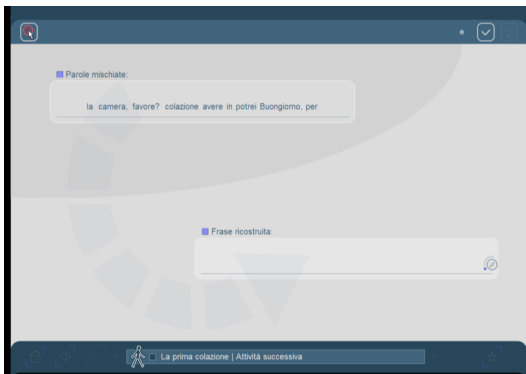 Parole mischiate:
la camera, favore? colazione avere in potrei Buongiorno, per
Frase ricostruita:
La prima colazione | Attività successiva